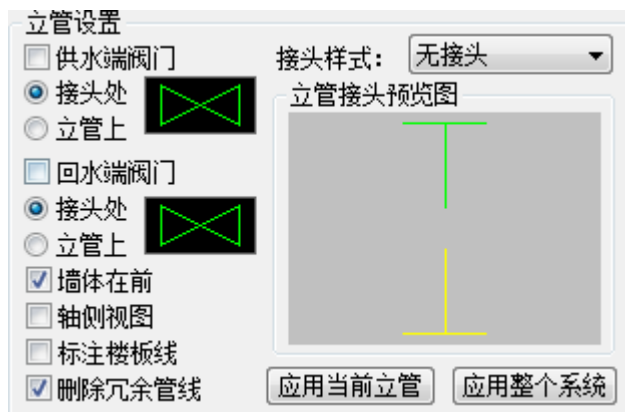 立管设置
供水端阀门
接头样式： 无接头
接头处
立管接头预览图
立管上
回水端阀门
接头处
立管上
墙体在前
轴侧视图
标注楼板线
删除冗余管线
应用当前立管 应用整个系统